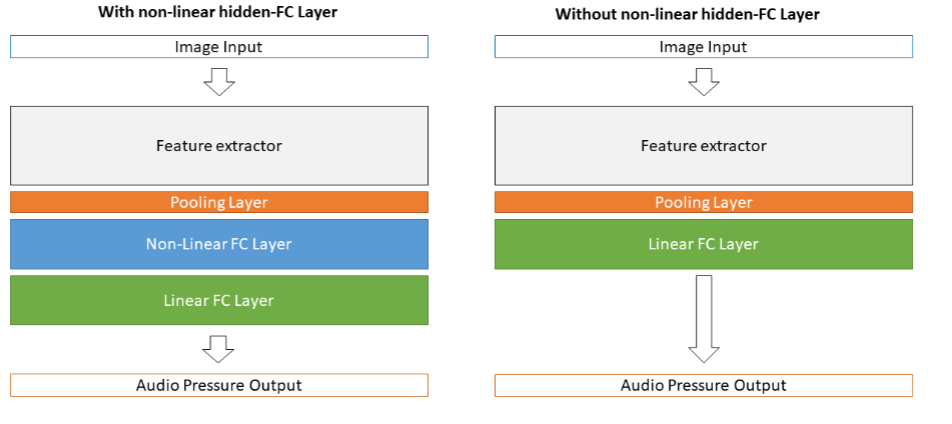 With non-linear hidden-FC Layer
Image Input
Feature extractor
Pooling Layer
Non-Linear FC Layer
Linear FC Layer
Audio Pressure Output
Without non-linear hidden-FC Layer
Image Input
Feature extractor
Pooling Layer
Linear FC Layer
Audio Pressure Output